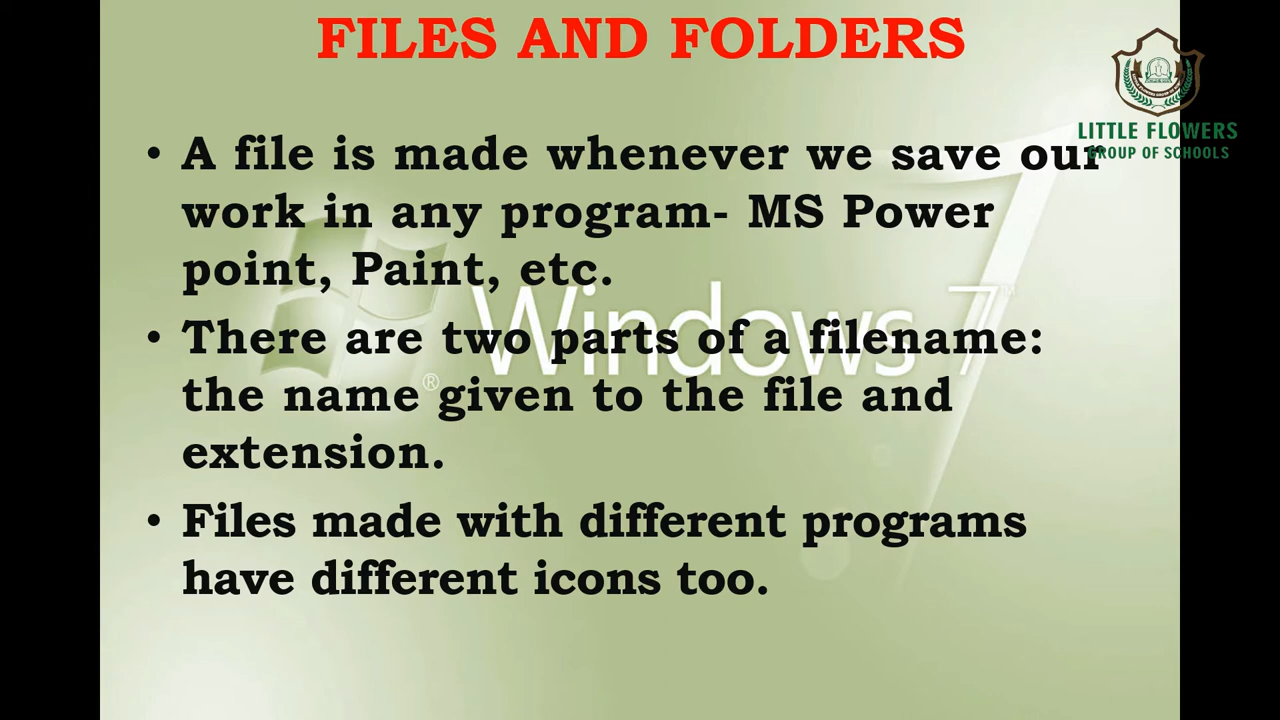 FILES AND FOLDERS
LITTLE FLOWERS
GROUP OF SCHOOLS
• A file is made whenever we save our
work in any program- MS Power
point, Paint, etc.
• There are two parts of a filename:
the name given to the file and
extension.
• Files made with different programs
have different icons too.
Windows 7™
®